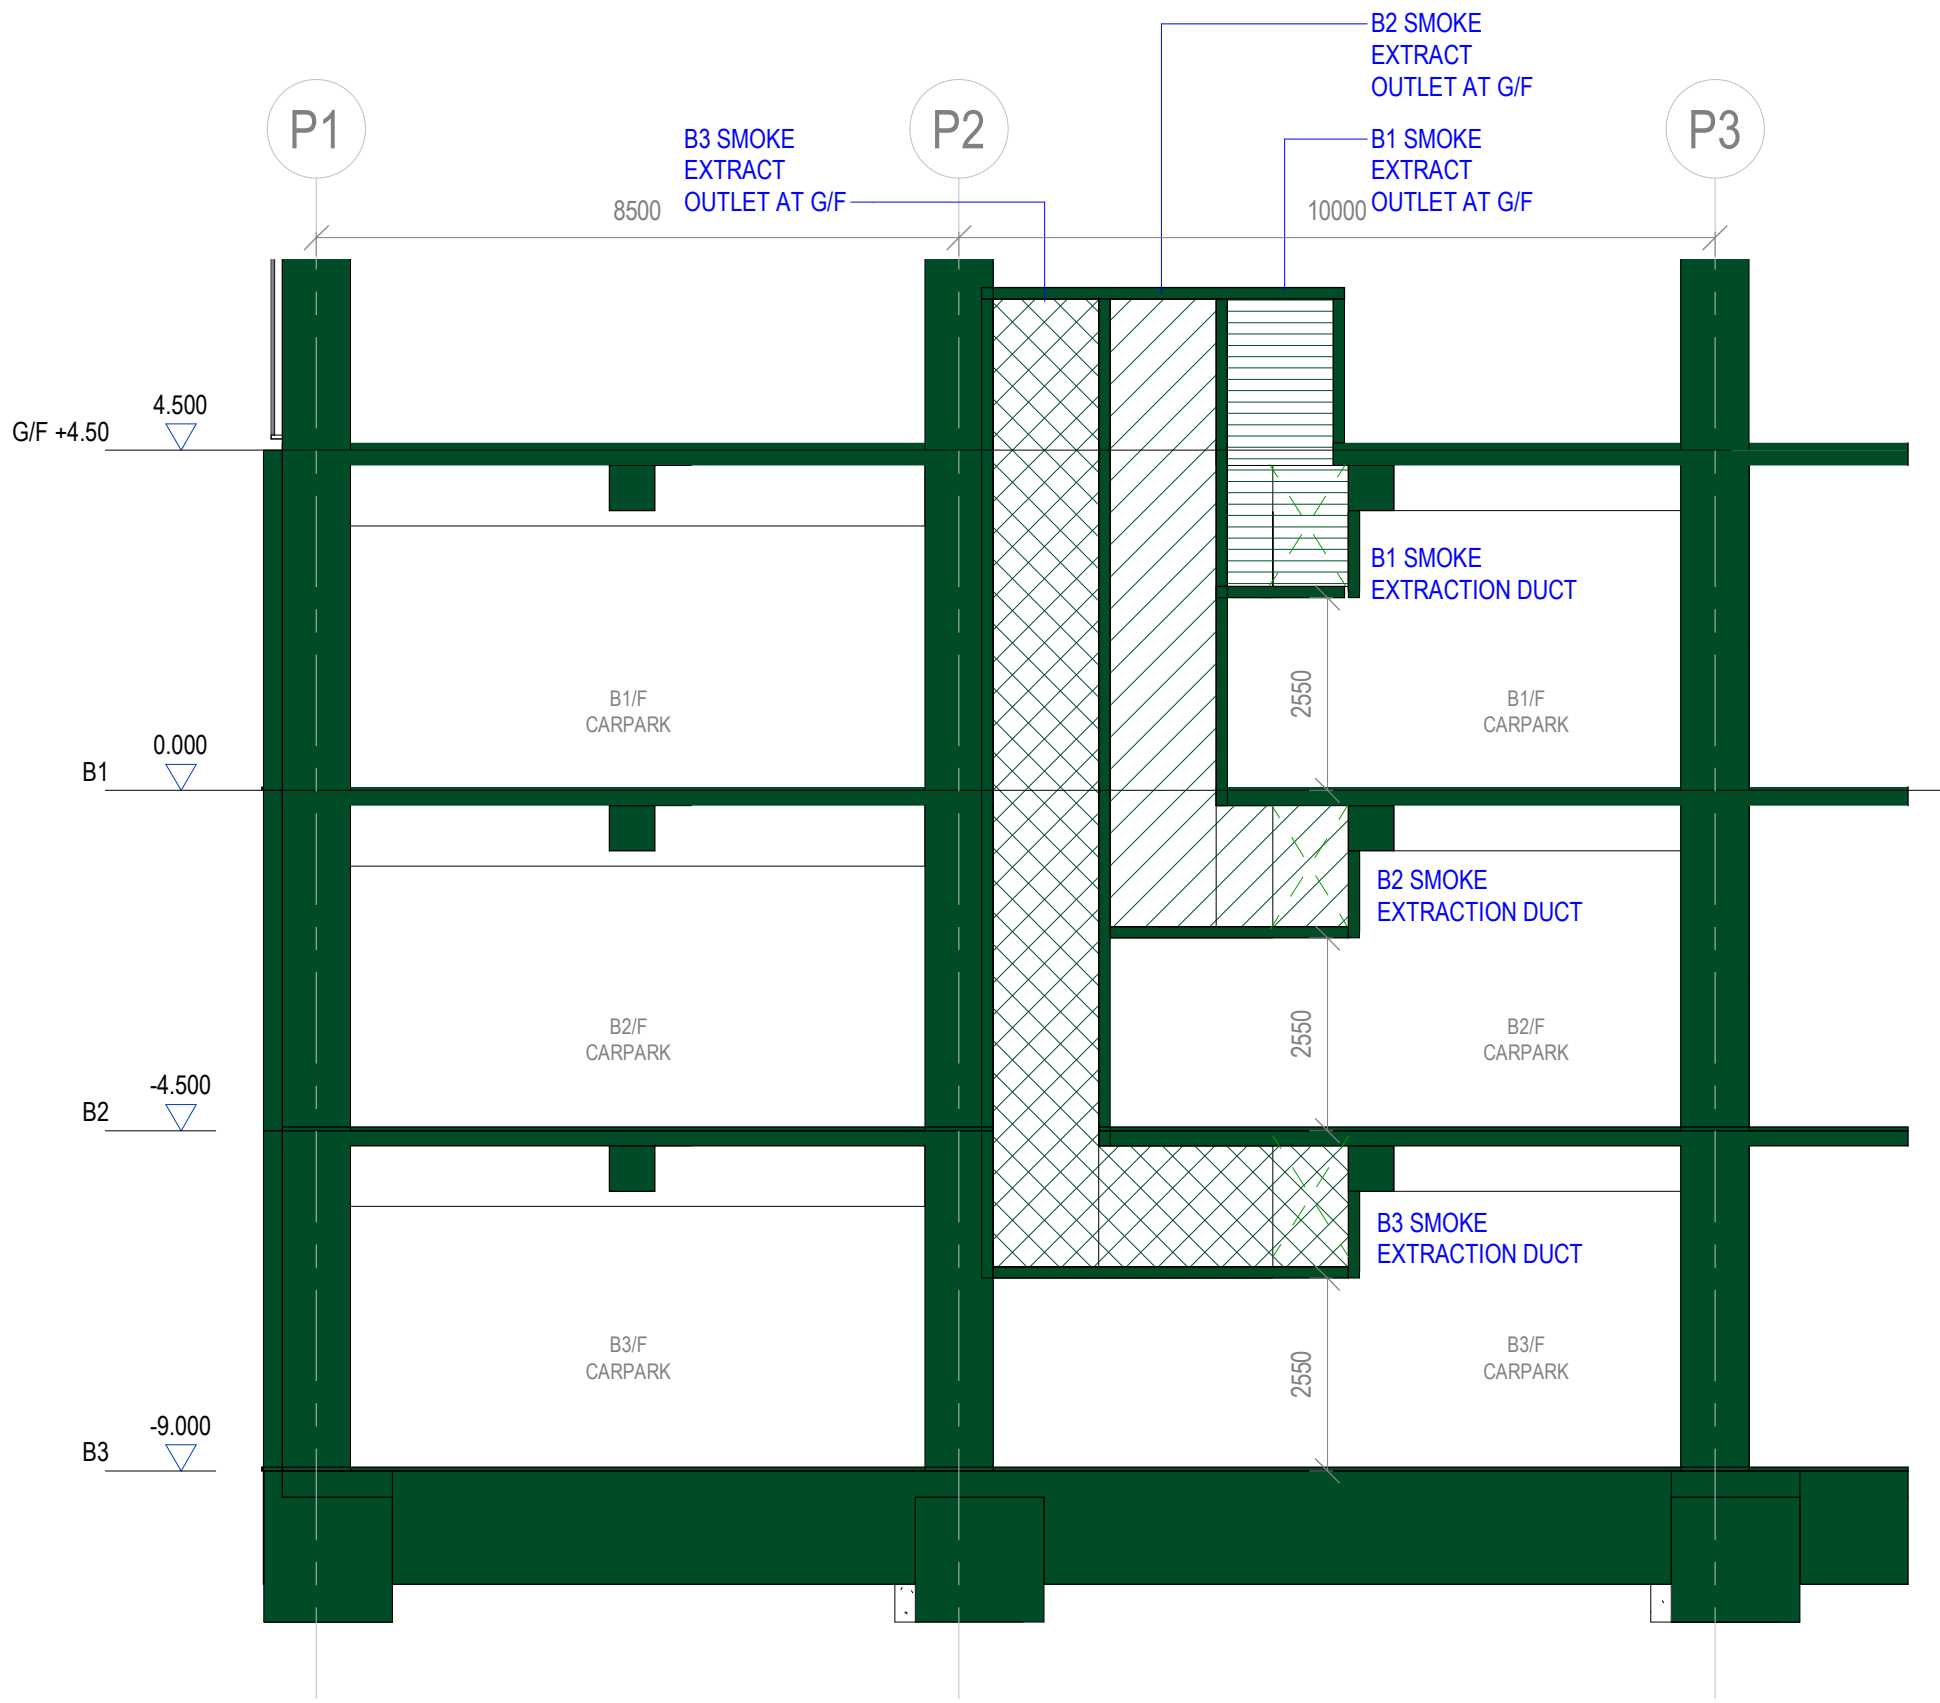 B2 SMOKE
EXTRACT
OUTLET AT G/F
P1
P2
P3
B3 SMOKE
EXTRACT
OUTLET AT G/F
B1 SMOKE
EXTRACT
OUTLET AT G/F
8500
10000
4.500
G/F +4.50
B1 SMOKE
EXTRACTION DUCT
B1/F
CARPARK
2550
B1/F
CARPARK
0.000
B1
B2 SMOKE
EXTRACTION DUCT
B2/F
CARPARK
2550
B2/F
CARPARK
-4.500
B2
B3 SMOKE
EXTRACTION DUCT
B3/F
CARPARK
2550
B3/F
CARPARK
-9.000
B3